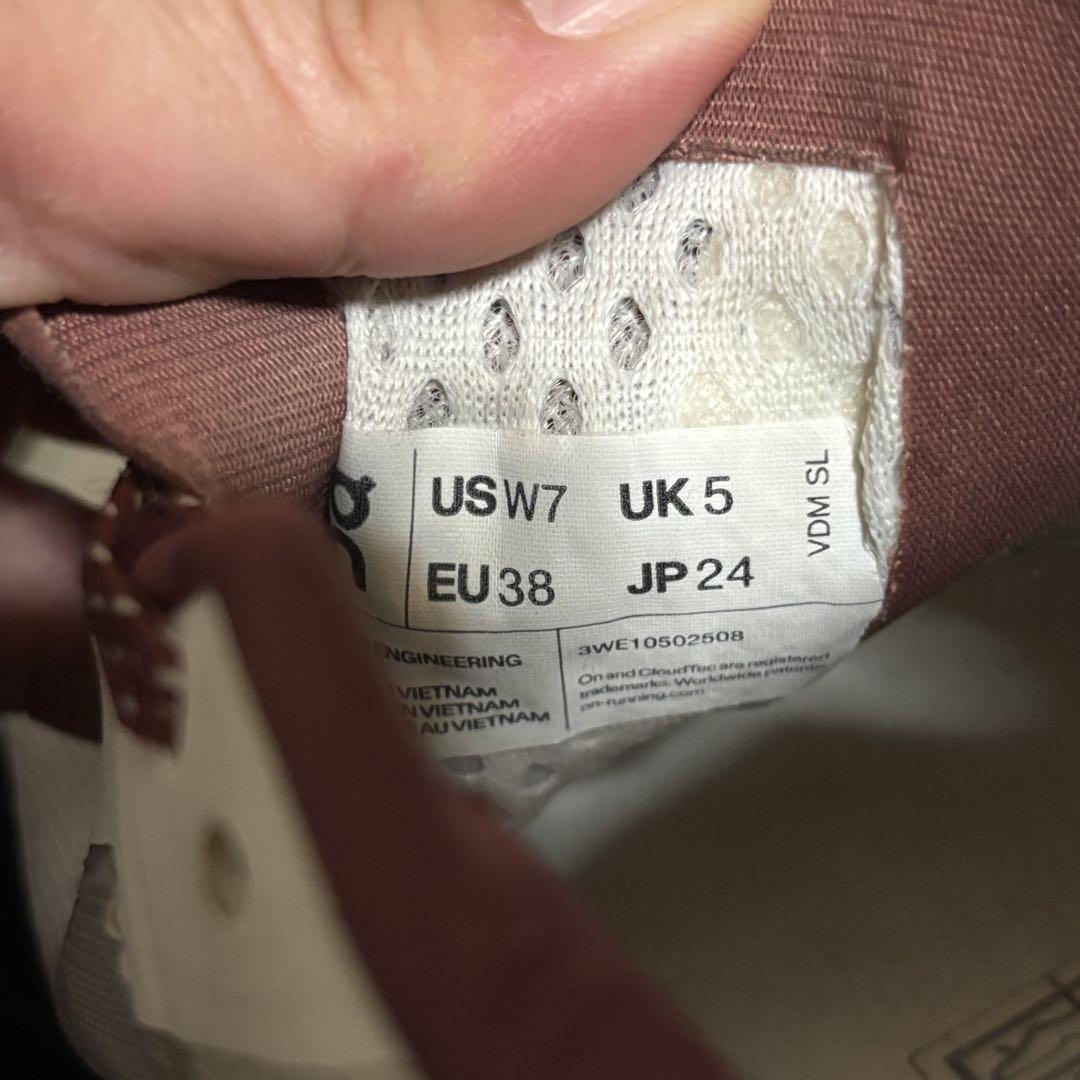 US W7 UK 5
EU 38 JP 24
VDM SL
ENGINEERING
VIETNAM
N VIETNAM
AU VIETNAM
3WE10502508
On and CloudTec are registered
trademarks. Worldwide patents.
on-running.com